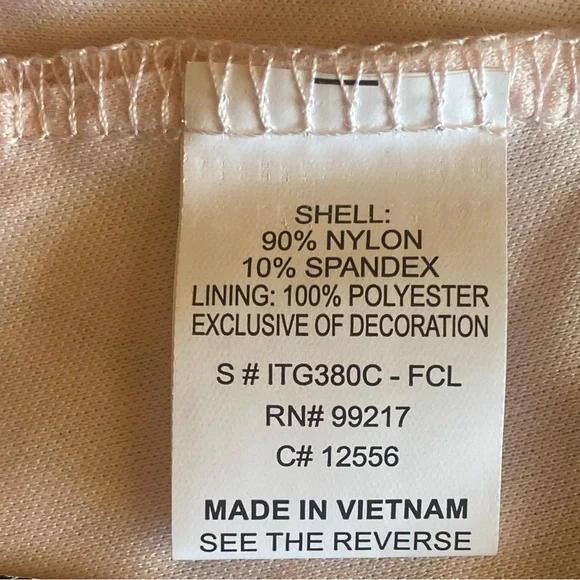 SHELL:
90% NYLON
10% SPANDEX
LINING: 100% POLYESTER
EXCLUSIVE OF DECORATION
S # ITG380C - FCL
RN# 99217
C# 12556
MADE IN VIETNAM
SEE THE REVERSE